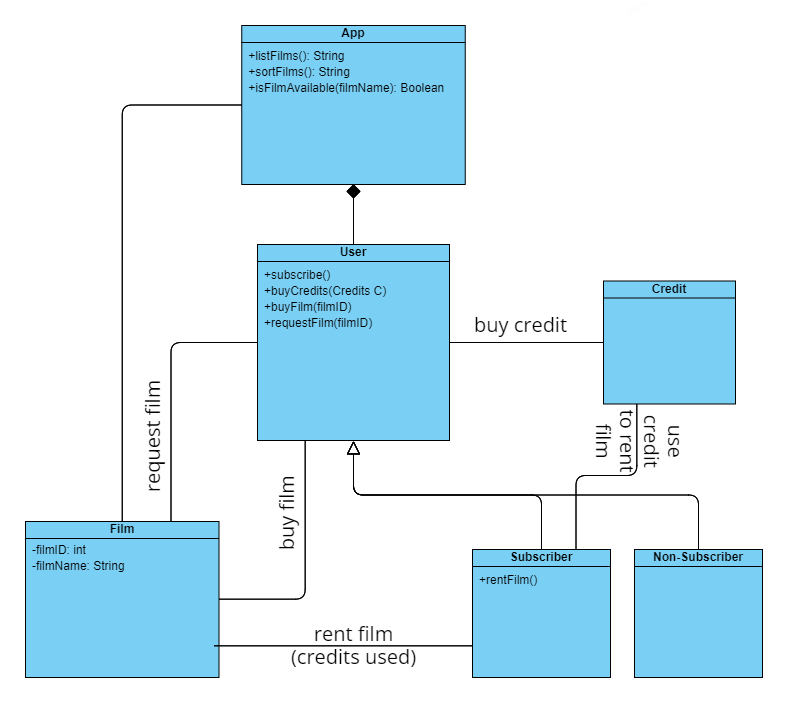 App
+listFilms(): String
+sortFilms(): String
+isFilmAvailable(filmName): Boolean
User
+subscribe()
+buyCredits(Credits C)
+buyFilm(filmID)
+requestFilm(filmID)
Credit
buy credit
request film
buy film
use
credit
to rent
film
Film
-filmID: int
-filmName: String
Subscriber
+rentFilm()
Non-Subscriber
rent film
(credits used)